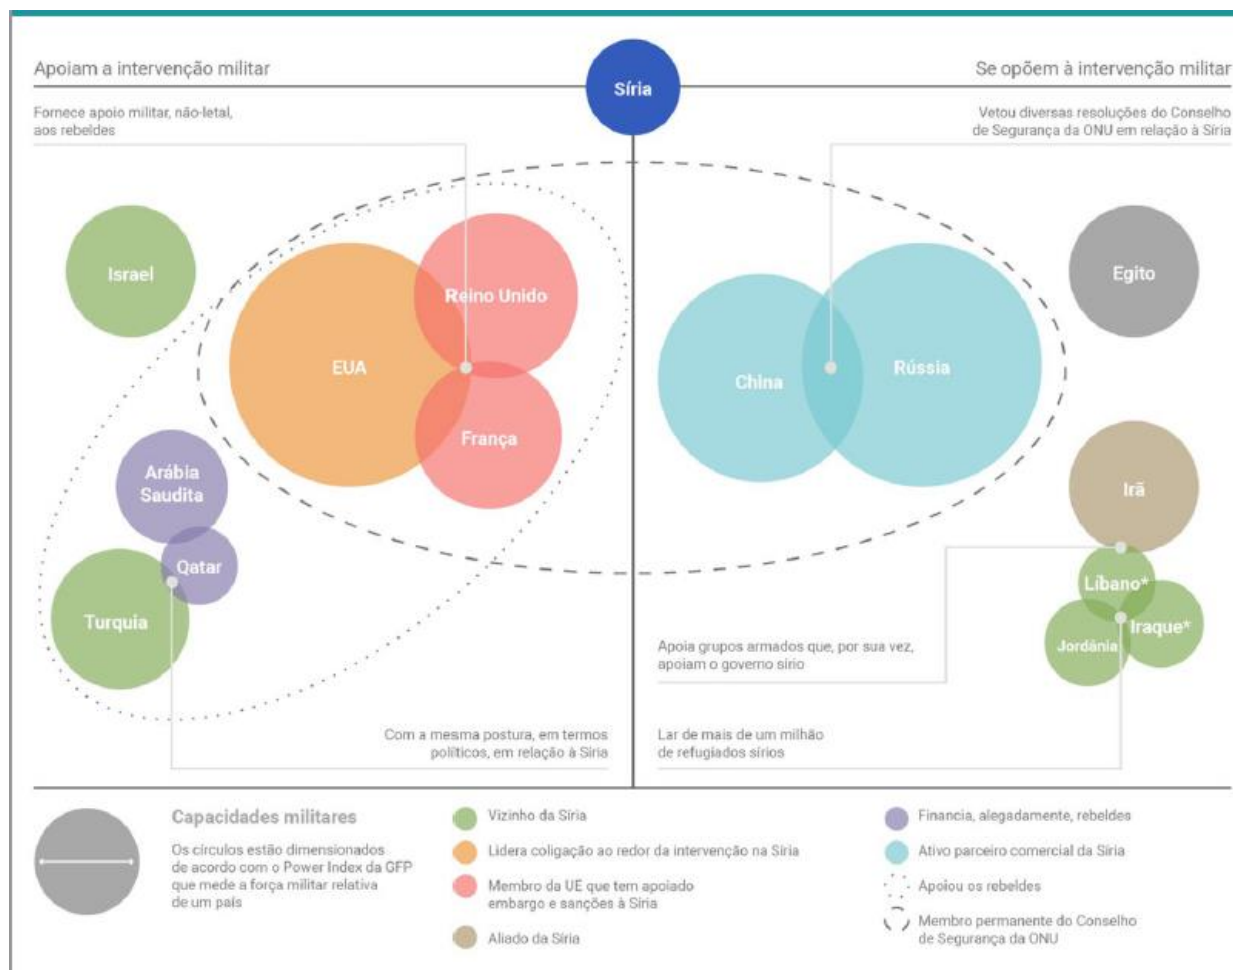 Apoiam a intervenção militar
Síria
Se opõem à intervenção militar
Fornece apoio militar, não-letal,
aos rebeldes
Vetou diversas resoluções do Conselho
de Segurança da ONU em relação à Síria
Israel
Reino Unido
EUA
França
China
Rússia
Egito
Arábia
Saudita
Qatar
Turquia
Irã
Líbano*
Iraque*
Jordânia
Apoia grupos armados que, por sua vez,
apoiam o governo sírio
Com a mesma postura, em termos
políticos, em relação à Síria
Lar de mais de um milhão
de refugiados sírios
Capacidades militares
Os círculos estão dimensionados
de acordo com o Power Index da GFP
que mede a força militar relativa
de um país
Vizinho da Síria
Lidera coligação ao redor da intervenção na Síria
Membro da UE que tem apoiado
embargo e sanções à Síria
Aliado da Síria
Financia, alegadamente, rebeldes
Ativo parceiro comercial da Síria
Apoiou os rebeldes
Membro permanente do Conselho
de Segurança da ONU